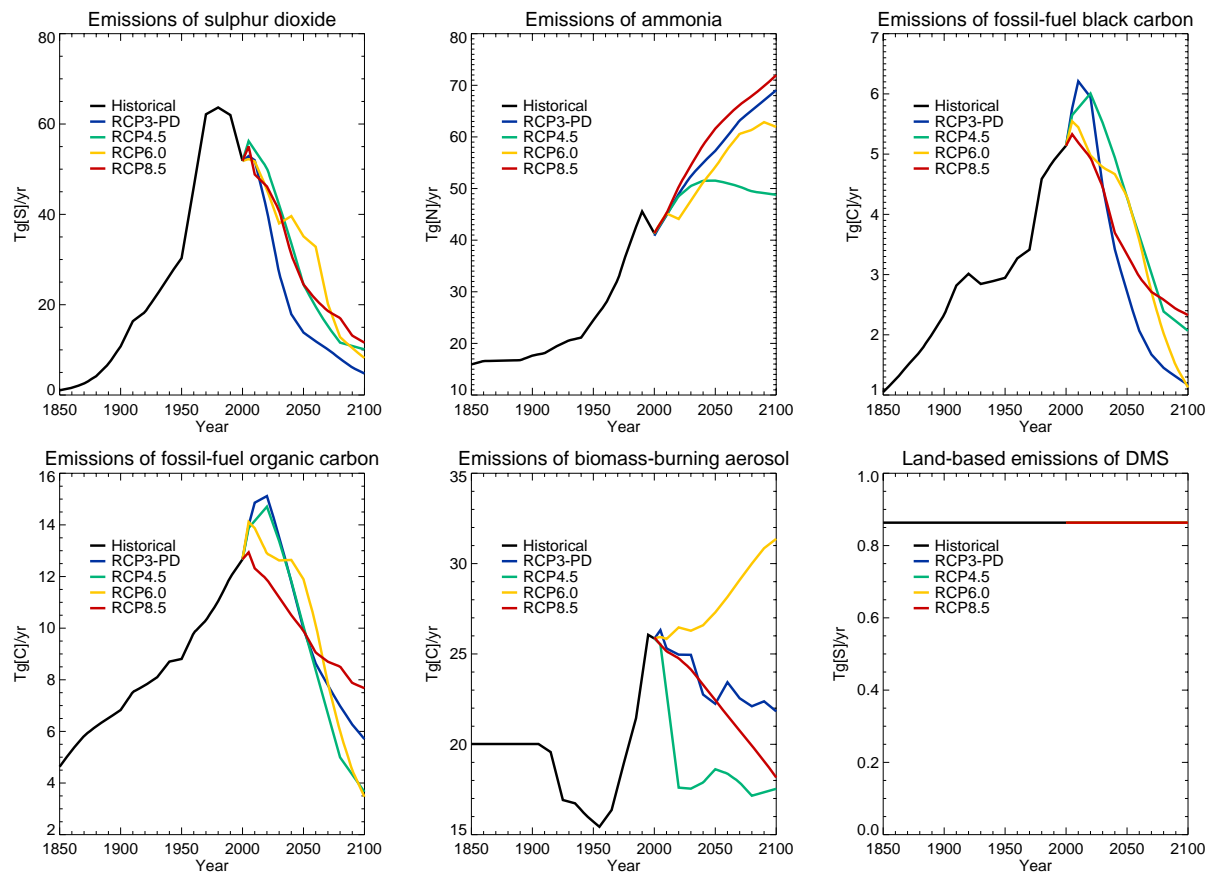 Emissions of sulphur dioxide
80
60
40
20
0
Tg[S]/yr
Historical
RCP3-PD
RCP4.5
RCP6.0
RCP8.5
1850 1900 1950 2000 2050 2100
Year
Emissions of ammonia
80
70
60
50
40
30
20
10
Tg[N]/yr
Historical
RCP3-PD
RCP4.5
RCP6.0
RCP8.5
1850 1900 1950 2000 2050 2100
Year
Emissions of fossil-fuel black carbon
7
6
5
4
3
2
1
Tg[C]/yr
Historical
RCP3-PD
RCP4.5
RCP6.0
RCP8.5
1850 1900 1950 2000 2050 2100
Year
Emissions of fossil-fuel organic carbon
16
14
12
10
8
6
4
2
Tg[C]/yr
Historical
RCP3-PD
RCP4.5
RCP6.0
RCP8.5
1850 1900 1950 2000 2050 2100
Year
Emissions of biomass-burning aerosol
35
30
25
20
15
Tg[C]/yr
Historical
RCP3-PD
RCP4.5
RCP6.0
RCP8.5
1850 1900 1950 2000 2050 2100
Year
Land-based emissions of DMS
1.0
0.8
0.6
0.4
0.2
0.0
Tg[S]/yr
Historical
RCP3-PD
RCP4.5
RCP6.0
RCP8.5
1850 1900 1950 2000 2050 2100
Year